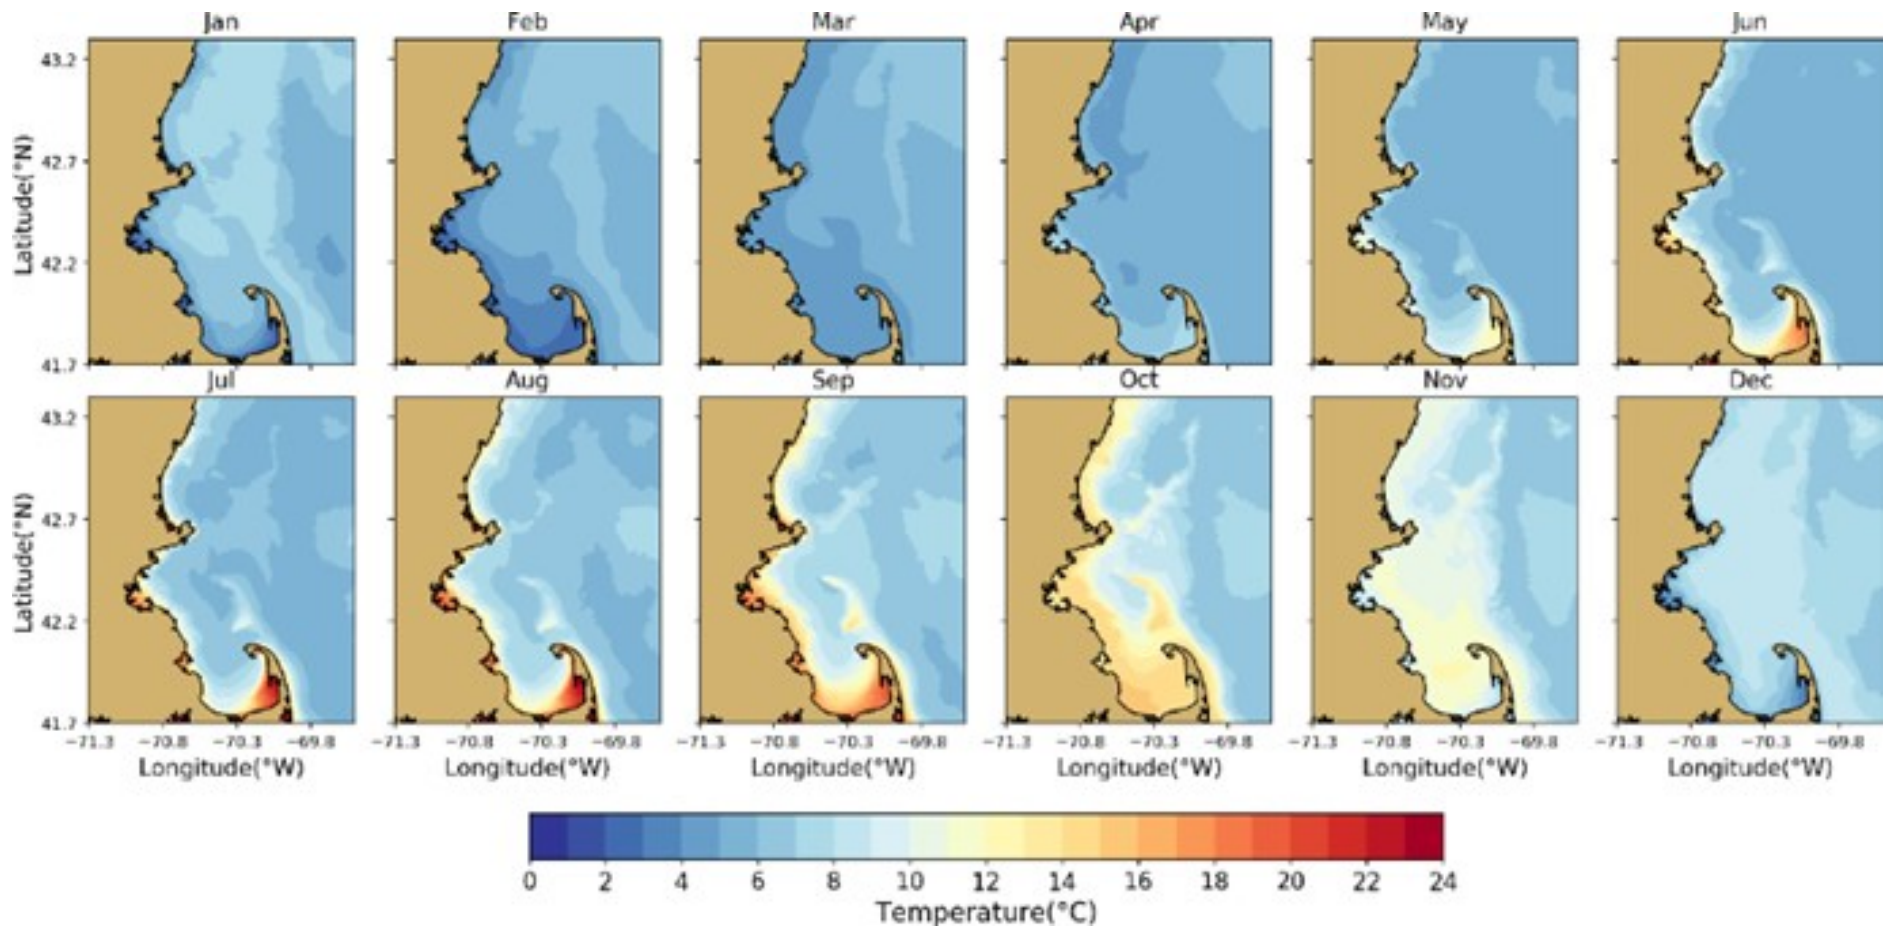 Jan Feb Mar Apr May Jun
43.2
42.7
42.2
41.7
Latitude(°N)
Jul Aug Sep Oct Nov Dec
43.2
42.7
42.2
41.7
Latitude(°N)
−71.3 −70.8 −70.3 −69.8 −71.3 −70.8 −70.3 −69.8 −71.3 −70.8 −70.3 −69.8 −71.3 −70.8 −70.3 −69.8 −71.3 −70.8 −70.3 −69.8 −71.3 −70.8 −70.3 −69.8
Longitude(°W) Longitude(°W) Longitude(°W) Longitude(°W) Longitude(°W) Longitude(°W)
0 2 4 6 8 10 12 14 16 18 20 22 24
Temperature(°C)